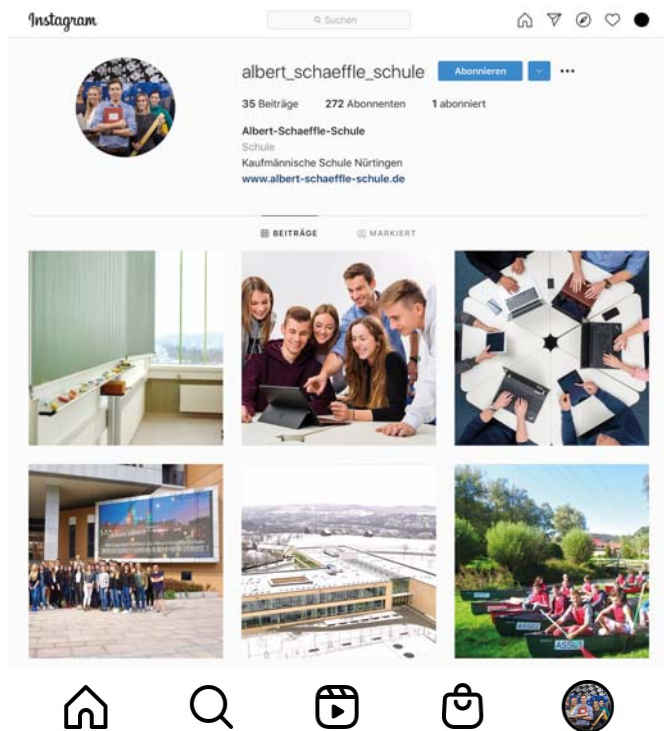 Instagram
Suchen
albert_schaeffle_schule Abonnieren
35 Beiträge 272 Abonnenten 1 abonniert
Albert-Schaeffle-Schule
Schule
Kaufmännische Schule Nürtingen
www.albert-schaeffle-schule.de
BEITRÄGE MARKIERT